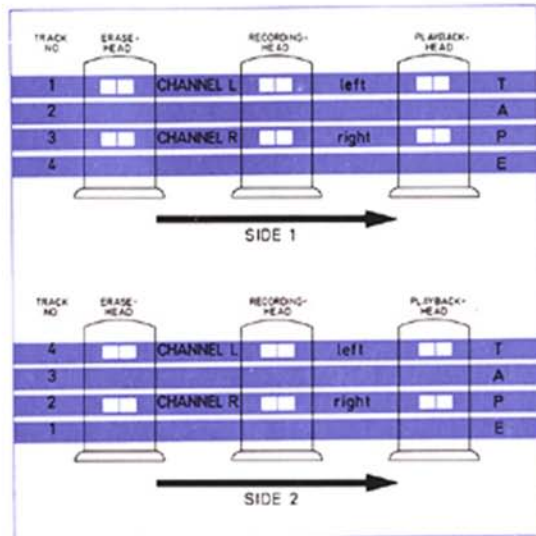 TRACK NO ERASE-HEAD RECORDING-HEAD PLAYBACK-HEAD
1 CHANNEL L left T
2 A
3 CHANNEL R right P
4 E
SIDE 1
TRACK NO ERASE-HEAD RECORDING-HEAD PLAYBACK-HEAD
4 CHANNEL L left T
3 A
2 CHANNEL R right P
1 E
SIDE 2